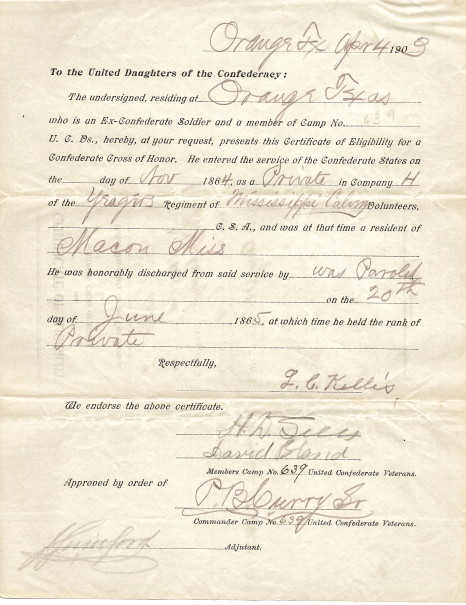 Orange Tx Apr 4 1903
To the United Daughters of the Confederacy:
The undersigned, residing at Orange Texas
who is an Ex-Confederate Soldier and a member of Camp No. 639
U. C. Vs., hereby, at your request, presents this Certificate of Eligibility for a
Confederate Cross of Honor. He entered the service of the Confederate States on
the day of Nov 1864, as a Private in Company H
of the Regiment of Mississippi Calvry Volunteers,
C. S. A., and was at that time a resident of
Macon Miss
He was honorably discharged from said service by was Paroled
on the 20th
day of June 1865, at which time he held the rank of
Private
Respectfully,
We endorse the above certificate.
David Bland
Members Camp No. 639 United Confederate Veterans.
Approved by order of
P. B. Curry Sr
Commander Camp No. 639 United Confederate Veterans.
Adjutant.